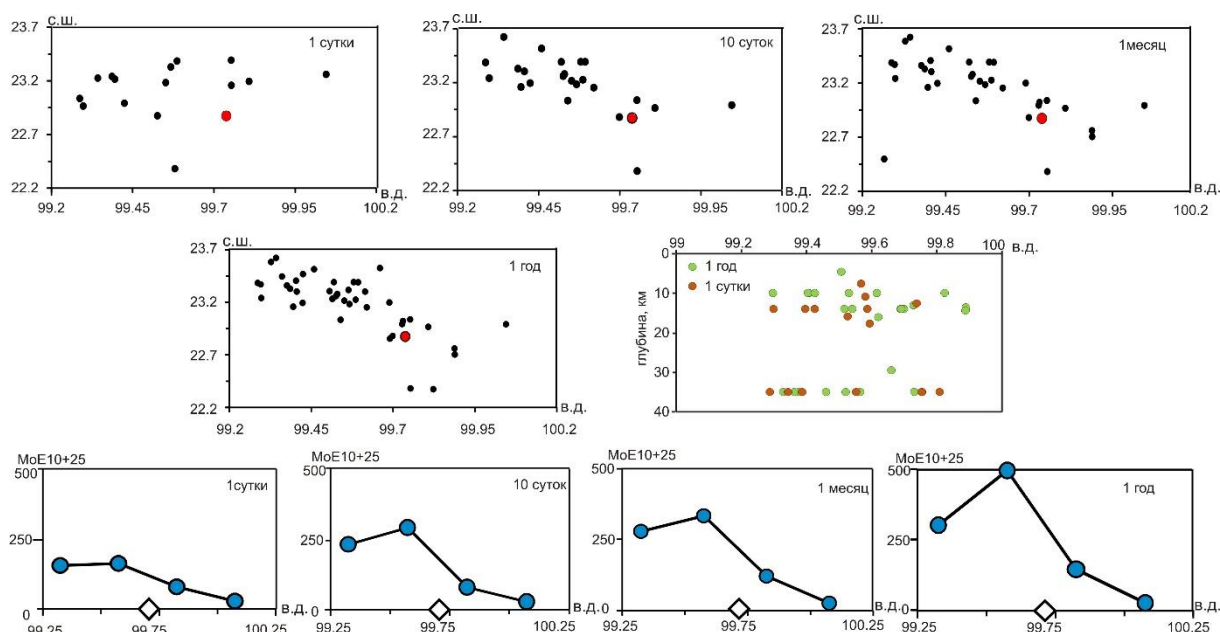 с.ш.
23.7
23.2
22.7
22.2
1 сутки
99.2
99.45
99.7
99.95
100.2
в.д.
с.ш.
23.7
23.2
22.7
22.2
10 суток
99.2
99.45
99.7
99.95
100.2
в.д.
с.ш.
23.7
23.2
22.7
22.2
1месяц
99.2
99.45
99.7
99.95
100.2
в.д.
с.ш.
23.7
23.2
22.7
22.2
1 год
99.2
99.45
99.7
99.95
100.2
в.д.
99
99.2
99.4
99.6
99.8
100
в.д.
0
10
20
30
40
глубина, км
1 год
1 сутки
МоЕ10+25
500
250
0
1сутки
99.25
99.75
100.25
в.д.
МоЕ10+25
500
250
0
10 суток
99.25
99.75
100.25
в.д.
МоЕ10+25
500
250
0
1 месяц
99.25
99.75
100.25
в.д.
МоЕ10+25
500
250
0
1 год
99.25
99.75
100.25
в.д.